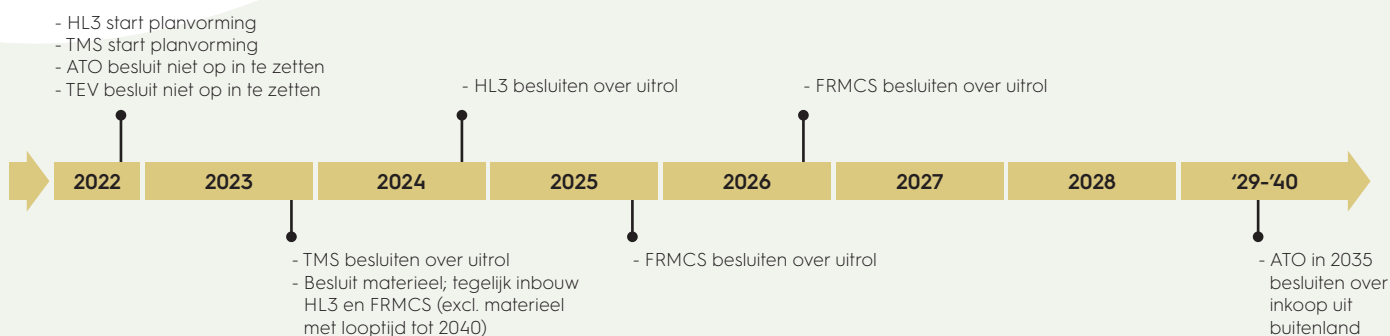 - HL3 start planvorming
- TMS start planvorming
- ATO besluit niet op in te zetten
- TEV besluit niet op in te zetten
- HL3 besluiten over uitrol
- FRMCS besluiten over uitrol
2022
2023
2024
2025
2026
2027
2028
‘29-‘40
- TMS besluiten over uitrol
- Besluit materieel; tegelijk inbouw
HL3 en FRMCS (excl. materieel
met looptijd tot 2040)
- FRMCS besluiten over uitrol
- ATO in 2035
besluiten over
inkoop uit
buitenland